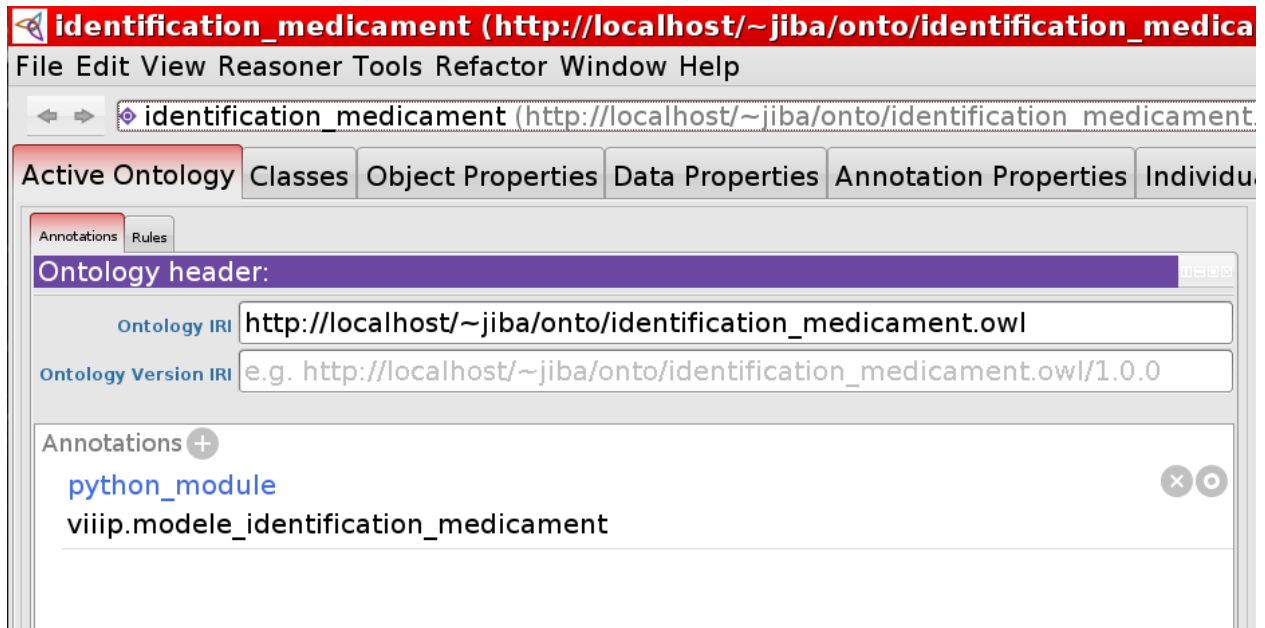 identification_medicament (http://localhost/~jiba/onto/identification_medica
File Edit View Reasoner Tools Refactor Window Help
identification_medicament (http://localhost/~jiba/onto/identification_medicament.
Active Ontology Classes Object Properties Data Properties Annotation Properties Individu
Annotations Rules
Ontology header:
Ontology IRI http://localhost/~jiba/onto/identification_medicament.owl
Ontology Version IRI e.g. http://localhost/~jiba/onto/identification_medicament.owl/1.0.0
Annotations
python_module
viiip.modele_identification_medicament